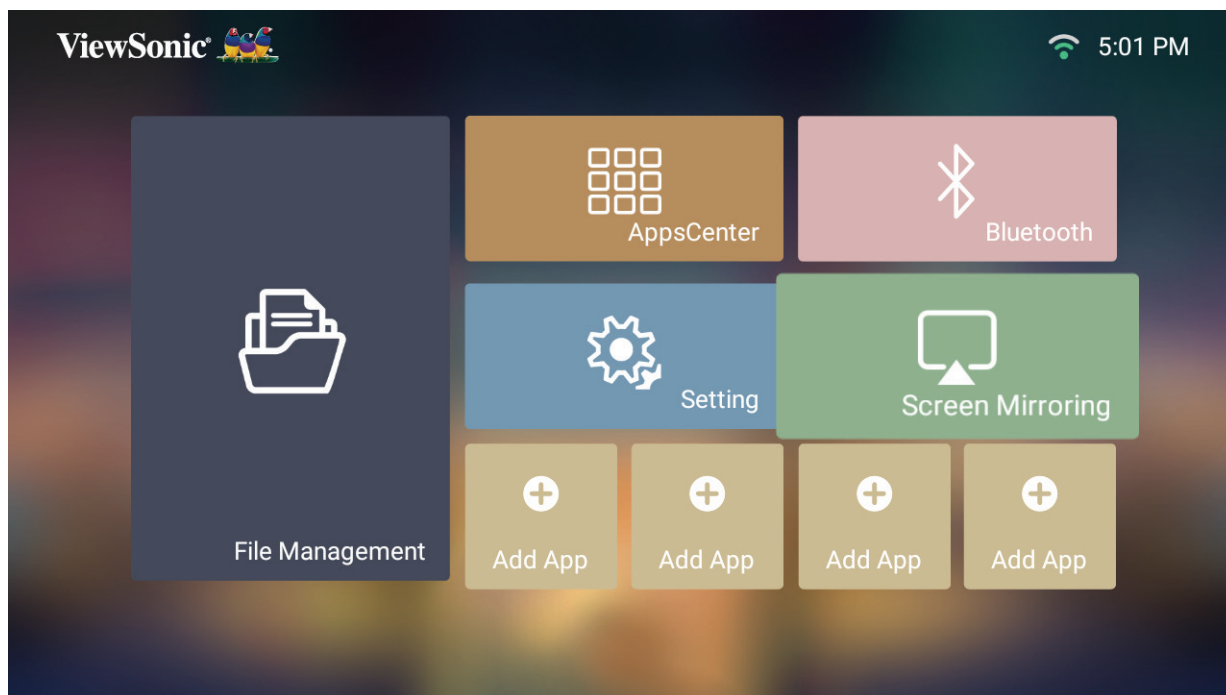 ViewSonic®
5:01 PM
AppsCenter
Bluetooth
Setting
Screen Mirroring
File Management
Add App
Add App
Add App
Add App